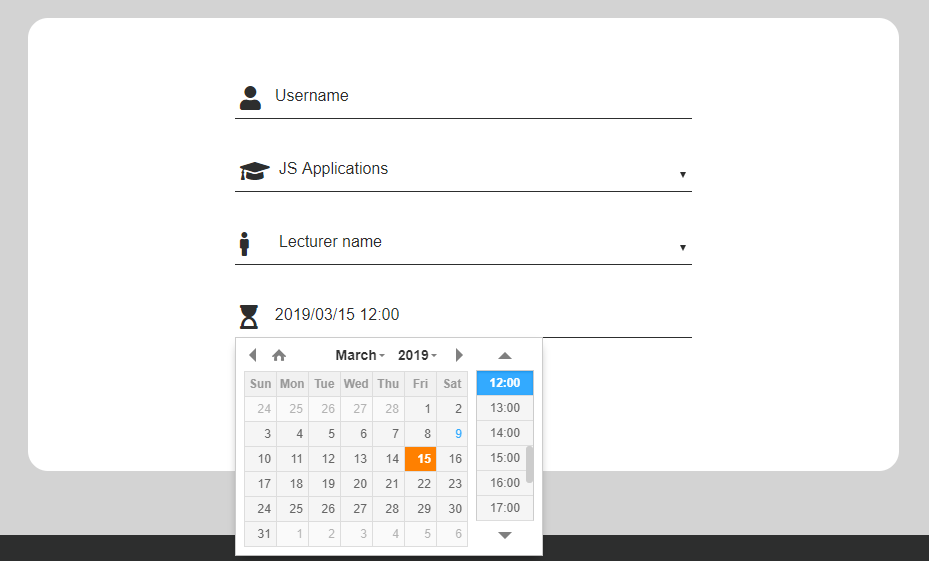 Username
JS Applications
Lecturer name
2019/03/15 12:00
March 2019
Sun Mon Tue Wed Thu Fri Sat
24 25 26 27 28 1 2
3 4 5 6 7 8 9
10 11 12 13 14 15 16
17 18 19 20 21 22 23
24 25 26 27 28 29 30
31 1 2 3 4 5 6
12:00
13:00
14:00
15:00
16:00
17:00